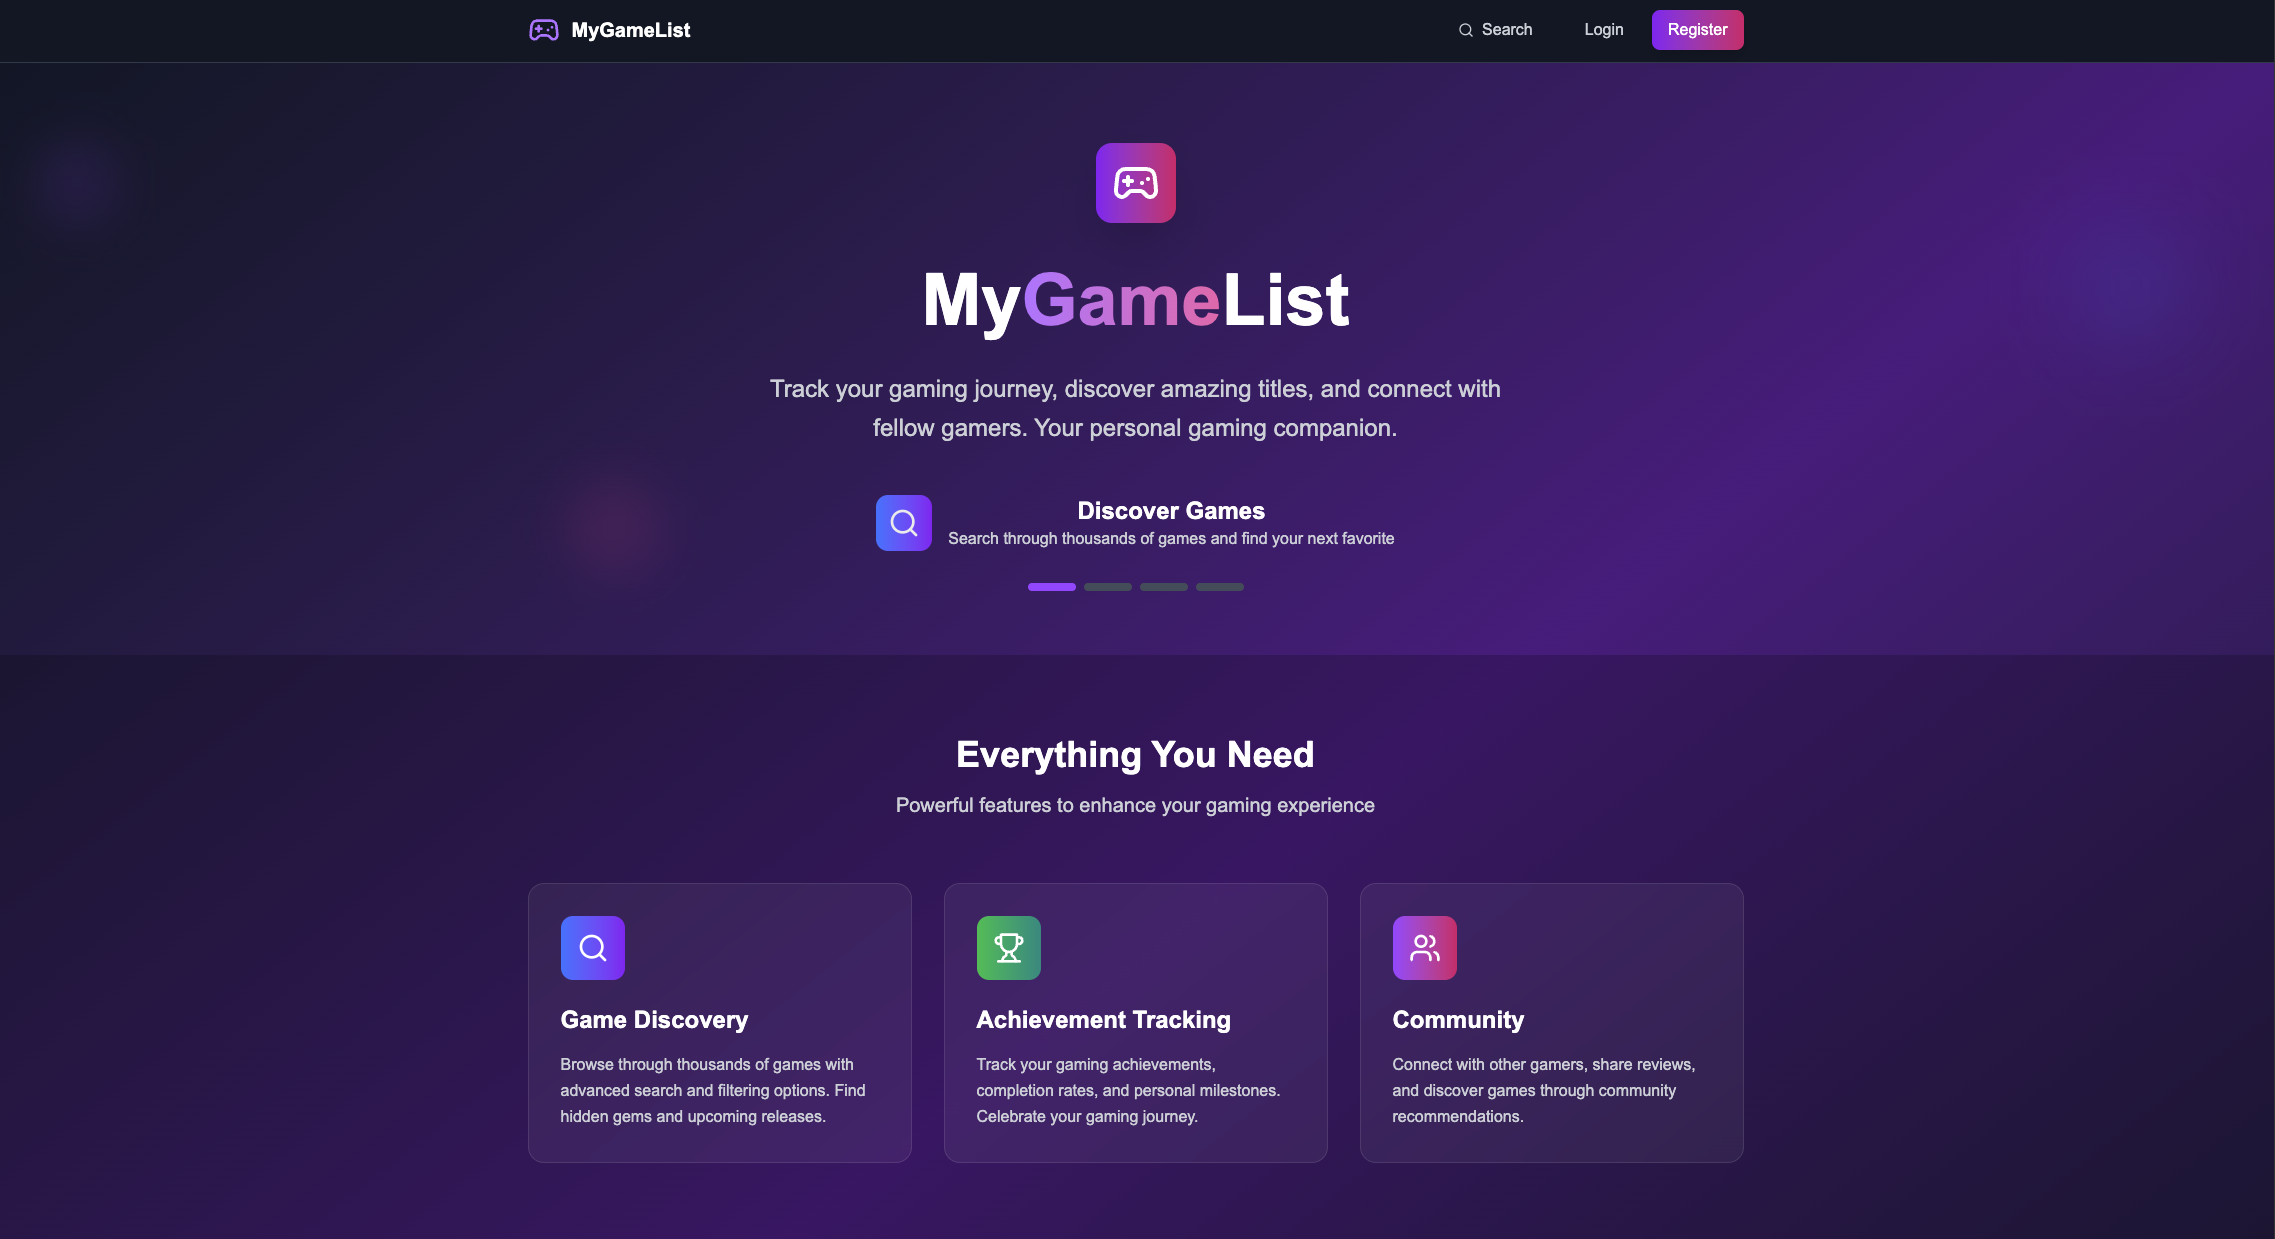 MyGameList
Search
Login
Register
MyGameList
Track your gaming journey, discover amazing titles, and connect with
fellow gamers. Your personal gaming companion.
Discover Games
Search through thousands of games and find your next favorite
Everything You Need
Powerful features to enhance your gaming experience
Game Discovery
Browse through thousands of games with
advanced search and filtering options. Find
hidden gems and upcoming releases.
Achievement Tracking
Track your gaming achievements,
completion rates, and personal milestones.
Celebrate your gaming journey.
Community
Connect with other gamers, share reviews,
and discover games through community
recommendations.